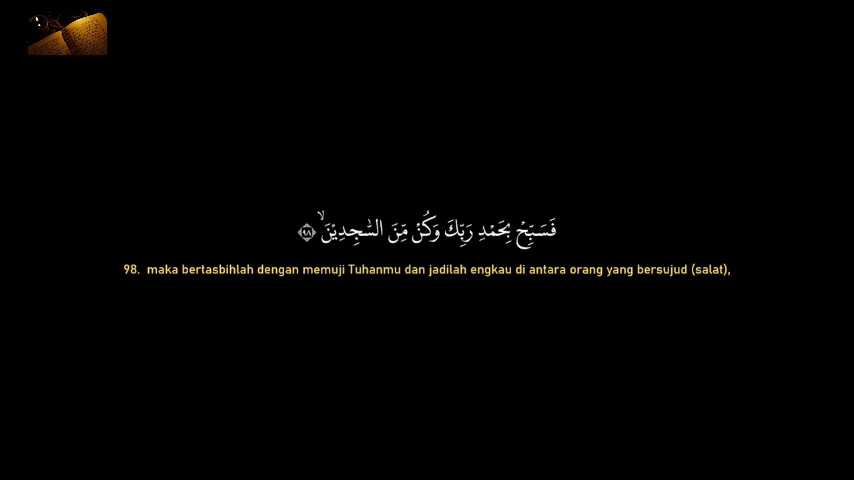 فَسَبِّحْ بِحَمْدِ رَبِّكَ وَكُنْ مِّنَ السّٰجِدِيْنَۙ ٩٨
98. maka bertasbihlah dengan memuji Tuhanmu dan jadilah engkau di antara orang yang bersujud (salat),